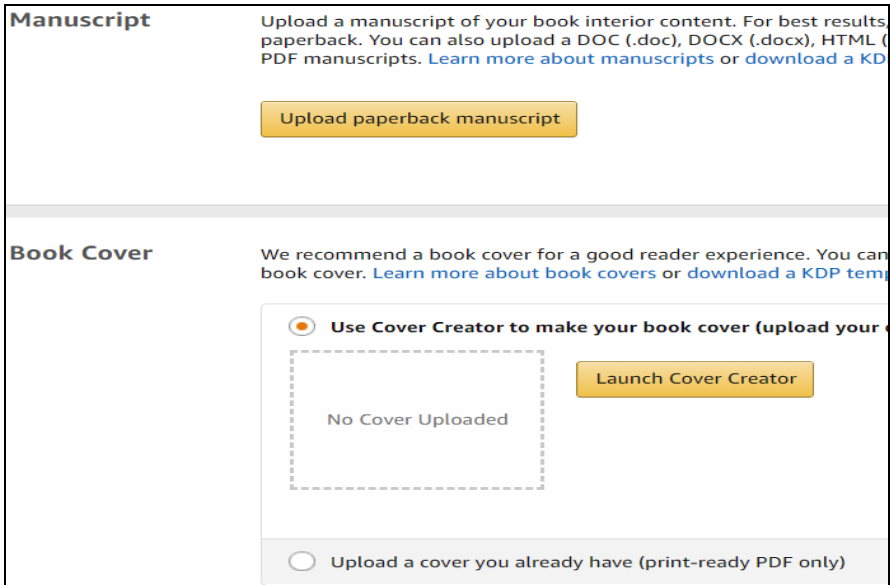 Manuscript
Upload a manuscript of your book interior content. For best results,
paperback. You can also upload a DOC (.doc), DOCX (.docx), HTML (
PDF manuscripts. Learn more about manuscripts or download a KD
Upload paperback manuscript
Book Cover
We recommend a book cover for a good reader experience. You can
book cover. Learn more about book covers or download a KDP temp
Use Cover Creator to make your book cover (upload your
No Cover Uploaded
Launch Cover Creator
Upload a cover you already have (print-ready PDF only)